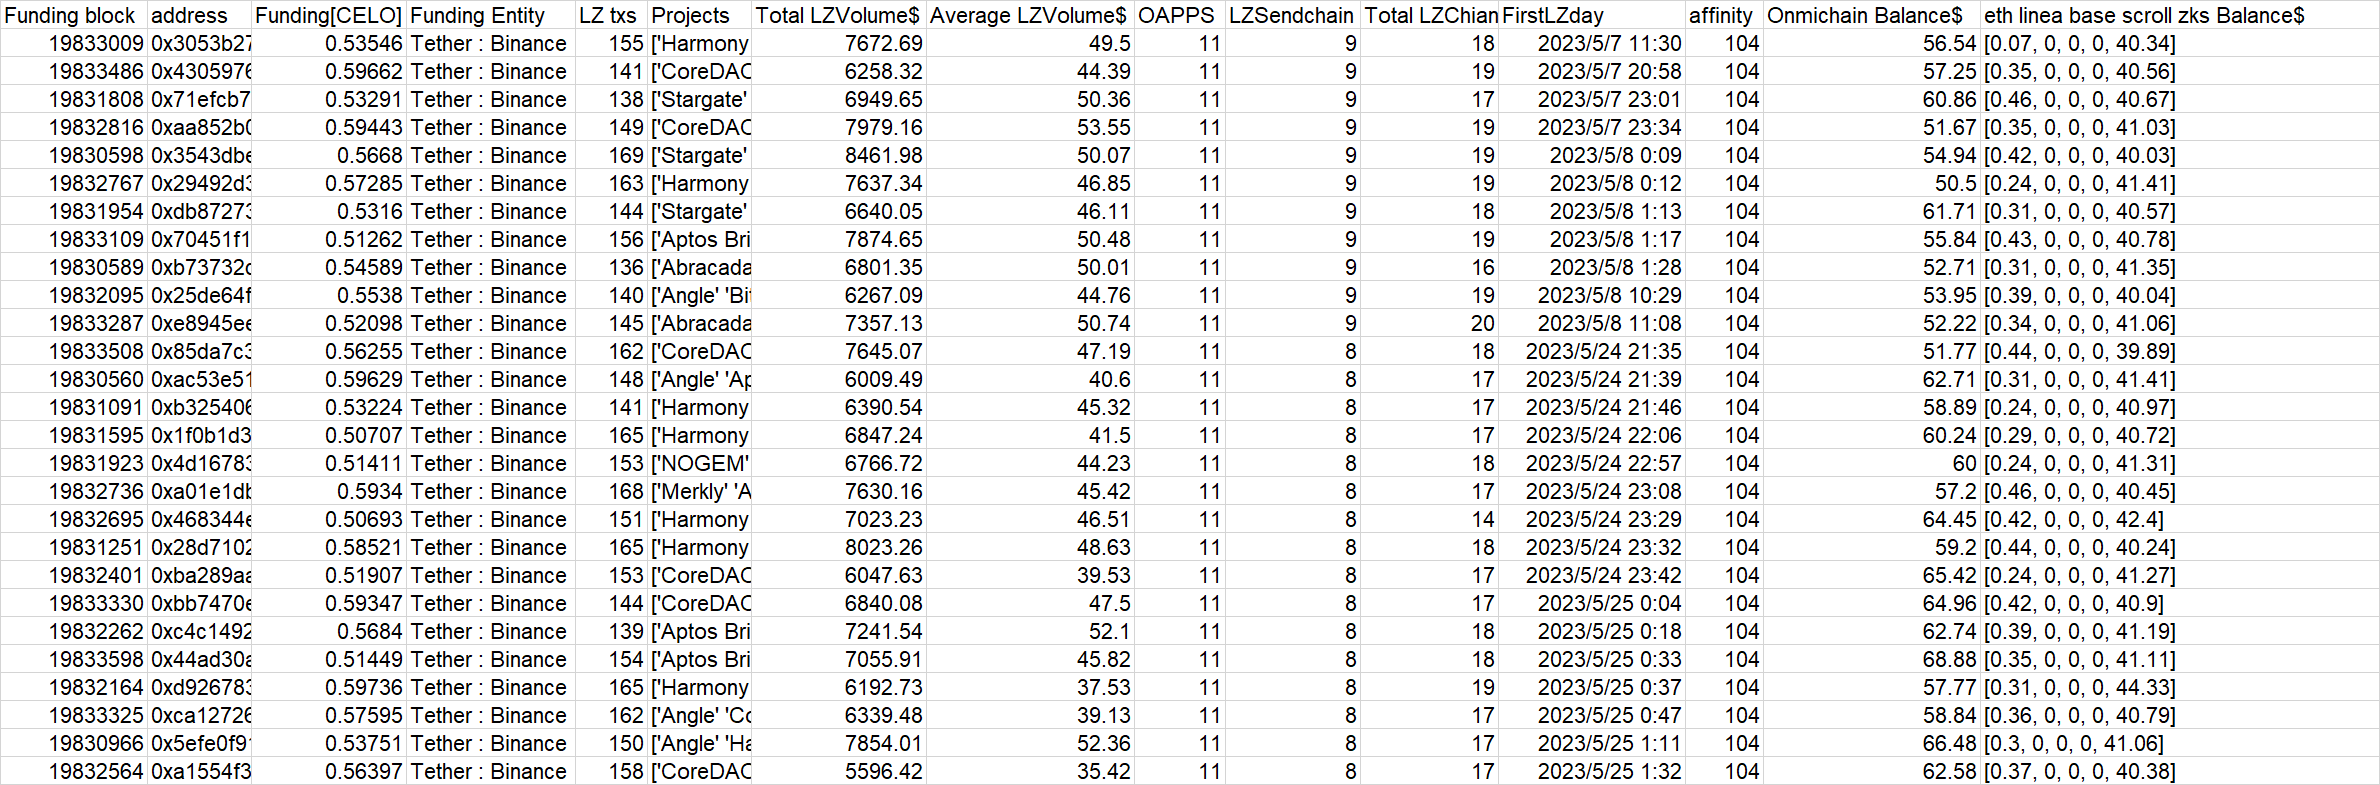 Funding block address Funding[CELO] Funding Entity LZ txs Projects Total LZVolume$ Average LZVolume$ OAPPS LZSendchain Total LZChian FirstLZday affinity Onmichain Balance$ eth linea base scroll zks Balance$
19833009 0x3053b27 0.53546 Tether : Binance 155 ['Harmony 7672.69 49.5 11 9 18 2023/5/7 11:30 104 56.54 [0.07, 0, 0, 0, 40.34]
19833486 0x4305976 0.59662 Tether : Binance 141 ['CoreDAO 6258.32 44.39 11 9 19 2023/5/7 20:58 104 57.25 [0.35, 0, 0, 0, 40.56]
19831808 0x71efcb7 0.53291 Tether : Binance 138 ['Stargate' 6949.65 50.36 11 9 17 2023/5/7 23:01 104 60.86 [0.46, 0, 0, 0, 40.67]
19832816 0xaa852b0 0.59443 Tether : Binance 149 ['CoreDAO 7979.16 53.55 11 9 19 2023/5/7 23:34 104 51.67 [0.35, 0, 0, 0, 41.03]
19830598 0x3543dbe 0.5668 Tether : Binance 169 ['Stargate' 8461.98 50.07 11 9 19 2023/5/8 0:09 104 54.94 [0.42, 0, 0, 0, 40.03]
19832767 0x29492d3 0.57285 Tether : Binance 163 ['Harmony 7637.34 46.85 11 9 19 2023/5/8 0:12 104 50.5 [0.24, 0, 0, 0, 41.41]
19831954 0xdb87273 0.5316 Tether : Binance 144 ['Stargate' 6640.05 46.11 11 9 18 2023/5/8 1:13 104 61.71 [0.31, 0, 0, 0, 40.57]
19833109 0x70451f1 0.51262 Tether : Binance 156 ['Aptos Bri 7874.65 50.48 11 9 19 2023/5/8 1:17 104 55.84 [0.43, 0, 0, 0, 40.78]
19830589 0xb73732c 0.54589 Tether : Binance 136 ['Abracada 6801.35 50.01 11 9 16 2023/5/8 1:28 104 52.71 [0.31, 0, 0, 0, 41.35]
19832095 0x25de64f 0.5538 Tether : Binance 140 ['Angle' 'Bit 6267.09 44.76 11 9 19 2023/5/8 10:29 104 53.95 [0.39, 0, 0, 0, 40.04]
19833287 0xe8945ee 0.52098 Tether : Binance 145 ['Abracada 7357.13 50.74 11 9 20 2023/5/8 11:08 104 52.22 [0.34, 0, 0, 0, 41.06]
19833508 0x85da7c3 0.56255 Tether : Binance 162 ['CoreDAO 7645.07 47.19 11 8 18 2023/5/24 21:35 104 51.77 [0.44, 0, 0, 0, 39.89]
19830560 0xac53e51 0.59629 Tether : Binance 148 ['Angle' 'Ap 6009.49 40.6 11 8 17 2023/5/24 21:39 104 62.71 [0.31, 0, 0, 0, 41.41]
19831091 0xb325406 0.53224 Tether : Binance 141 ['Harmony 6390.54 45.32 11 8 17 2023/5/24 21:46 104 58.89 [0.24, 0, 0, 0, 40.97]
19831595 0x1f0b1d3 0.50707 Tether : Binance 165 ['Harmony 6847.24 41.5 11 8 17 2023/5/24 22:06 104 60.24 [0.29, 0, 0, 0, 40.72]
19831923 0x4d16783 0.51411 Tether : Binance 153 ['NOGEM' 6766.72 44.23 11 8 18 2023/5/24 22:57 104 60 [0.24, 0, 0, 0, 41.31]
19832736 0xa01e1db 0.5934 Tether : Binance 168 ['Merkly' 'A 7630.16 45.42 11 8 17 2023/5/24 23:08 104 57.2 [0.46, 0, 0, 0, 40.45]
19832695 0x468344e 0.50693 Tether : Binance 151 ['Harmony 7023.23 46.51 11 8 14 2023/5/24 23:29 104 64.45 [0.42, 0, 0, 0, 42.4]
19831251 0x28d7102 0.58521 Tether : Binance 165 ['Harmony 8023.26 48.63 11 8 18 2023/5/24 23:32 104 59.2 [0.44, 0, 0, 0, 40.24]
19832401 0xba289aa 0.51907 Tether : Binance 153 ['CoreDAO 6047.63 39.53 11 8 17 2023/5/24 23:42 104 65.42 [0.24, 0, 0, 0, 41.27]
19833330 0xbb7470e 0.59347 Tether : Binance 144 ['CoreDAO 6840.08 47.5 11 8 17 2023/5/25 0:04 104 64.96 [0.42, 0, 0, 0, 40.9]
19832262 0xc4c1492 0.5684 Tether : Binance 139 ['Aptos Bri 7241.54 52.1 11 8 18 2023/5/25 0:18 104 62.74 [0.39, 0, 0, 0, 41.19]
19833598 0x44ad30a 0.51449 Tether : Binance 154 ['Aptos Bri 7055.91 45.82 11 8 18 2023/5/25 0:33 104 68.88 [0.35, 0, 0, 0, 41.11]
19832164 0xd926783 0.59736 Tether : Binance 165 ['Harmony 6192.73 37.53 11 8 19 2023/5/25 0:37 104 57.77 [0.31, 0, 0, 0, 44.33]
19833325 0xca12726 0.57595 Tether : Binance 162 ['Angle' 'Co 6339.48 39.13 11 8 17 2023/5/25 0:47 104 58.84 [0.36, 0, 0, 0, 40.79]
19830966 0x5efe0f91 0.53751 Tether : Binance 150 ['Angle' 'Ha 7854.01 52.36 11 8 17 2023/5/25 1:11 104 66.48 [0.3, 0, 0, 0, 41.06]
19832564 0xa1554f3 0.56397 Tether : Binance 158 ['CoreDAO 5596.42 35.42 11 8 17 2023/5/25 1:32 104 62.58 [0.37, 0, 0, 0, 40.38]